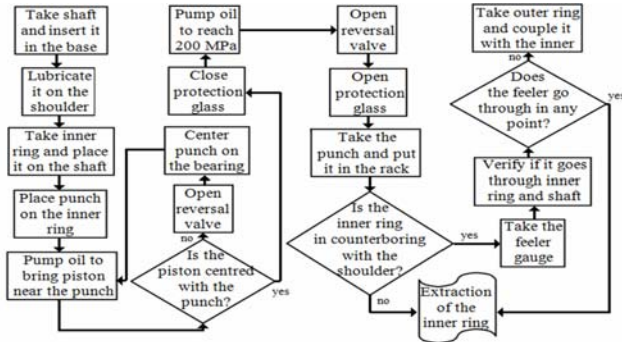 Take shaft
and insert
it in the base
Lubricate
it on the
shoulder
Take inner
ring and place
it on the shaft
Place punch
on the inner
ring
Pump oil to
bring piston
near the punch
Is the
piston centred
with the
punch?
no
yes
Open
reversal
valve
Center
punch on
the bearing
Close
protection
glass
Pump oil
to reach
200 MPa
Open
reversal
valve
Open
protection
glass
Take the
punch and put
it in the rack
Is the
inner ring
in counterboring
with the
shoulder?
yes
no
Take the
feeler
gauge
Verify if it goes
through inner
ring and shaft
Does
the feeler go
through in any
point?
no
yes
Take outer
ring and couple it
with the inner
Extraction
of the
inner ring